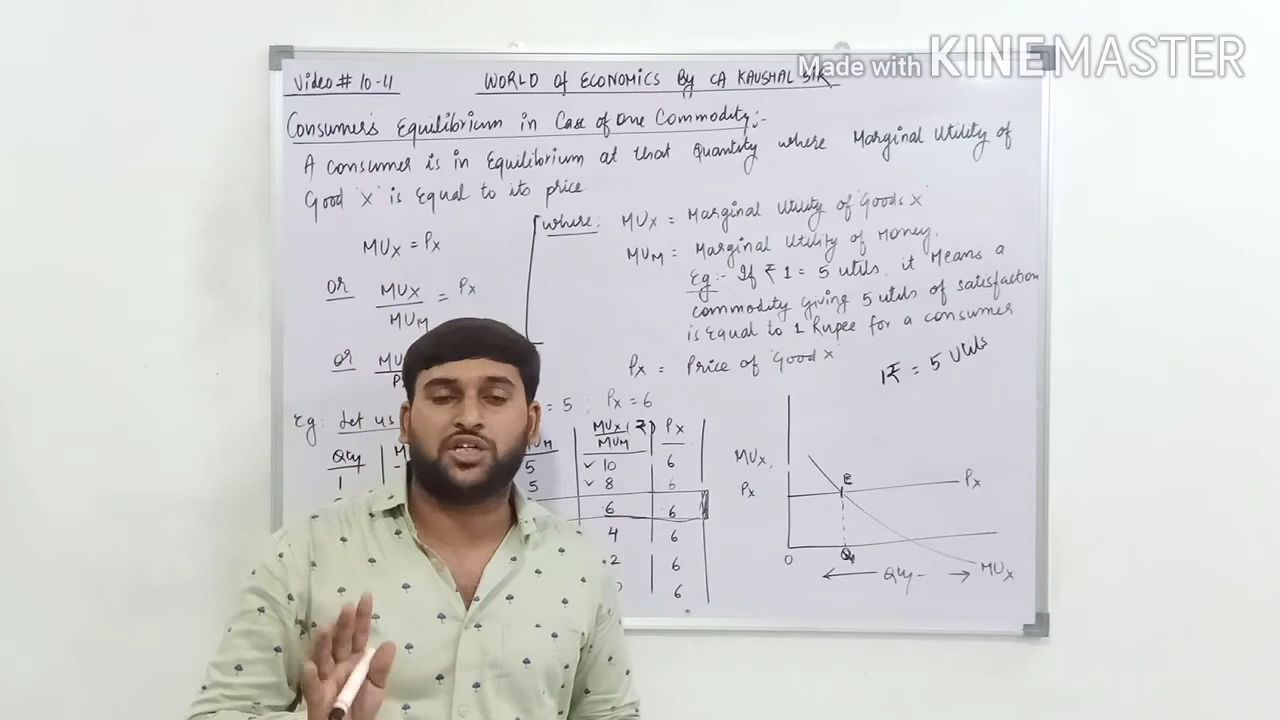 Made with KINEMASTER
Video # 10-11 WORLD of ECONOMICS By CA KAUSHAL SIR
Consumer's Equilibrium in Case of One Commodity:-
A consumer is in Equilibrium at that Quantity where Marginal Utility of
Good 'X' is Equal to its price
MUx = Px
or MUx / MUM = Px
or MU
P
where: MUx = Marginal Utility of 'Goods X'
MUM = Marginal Utility of Money.
Eg:- If ₹ 1 = 5 utils, it Means a
commodity giving 5 utils of satisfaction
is Equal to 1 Rupee for a consumer
Px = Price of 'Good X'
1₹ = 5 Utils
Eg: Let us = 5 ; Px = 6
Qty M UM MUx (₹) / MUM Px
1 5 ✓ 10 6
5 ✓ 8 6
6 6
4 6
2 6
6
MUx,
Px E Px
0 Q1
← Qty- → MUx